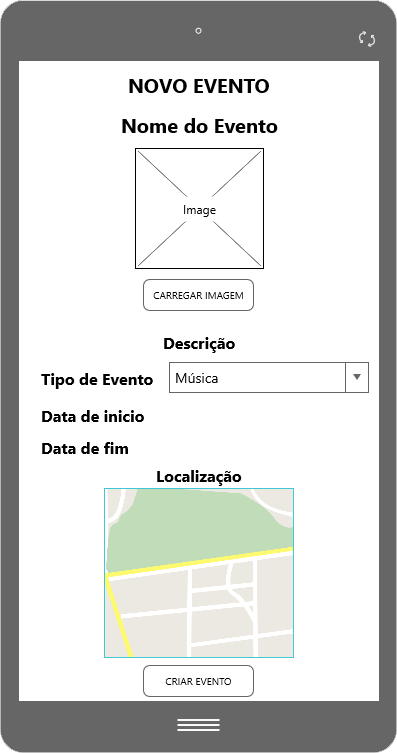 NOVO EVENTO
Nome do Evento
Image
CARREGAR IMAGEM
Descrição
Tipo de Evento Música
Data de inicio
Data de fim
Localização
CRIAR EVENTO